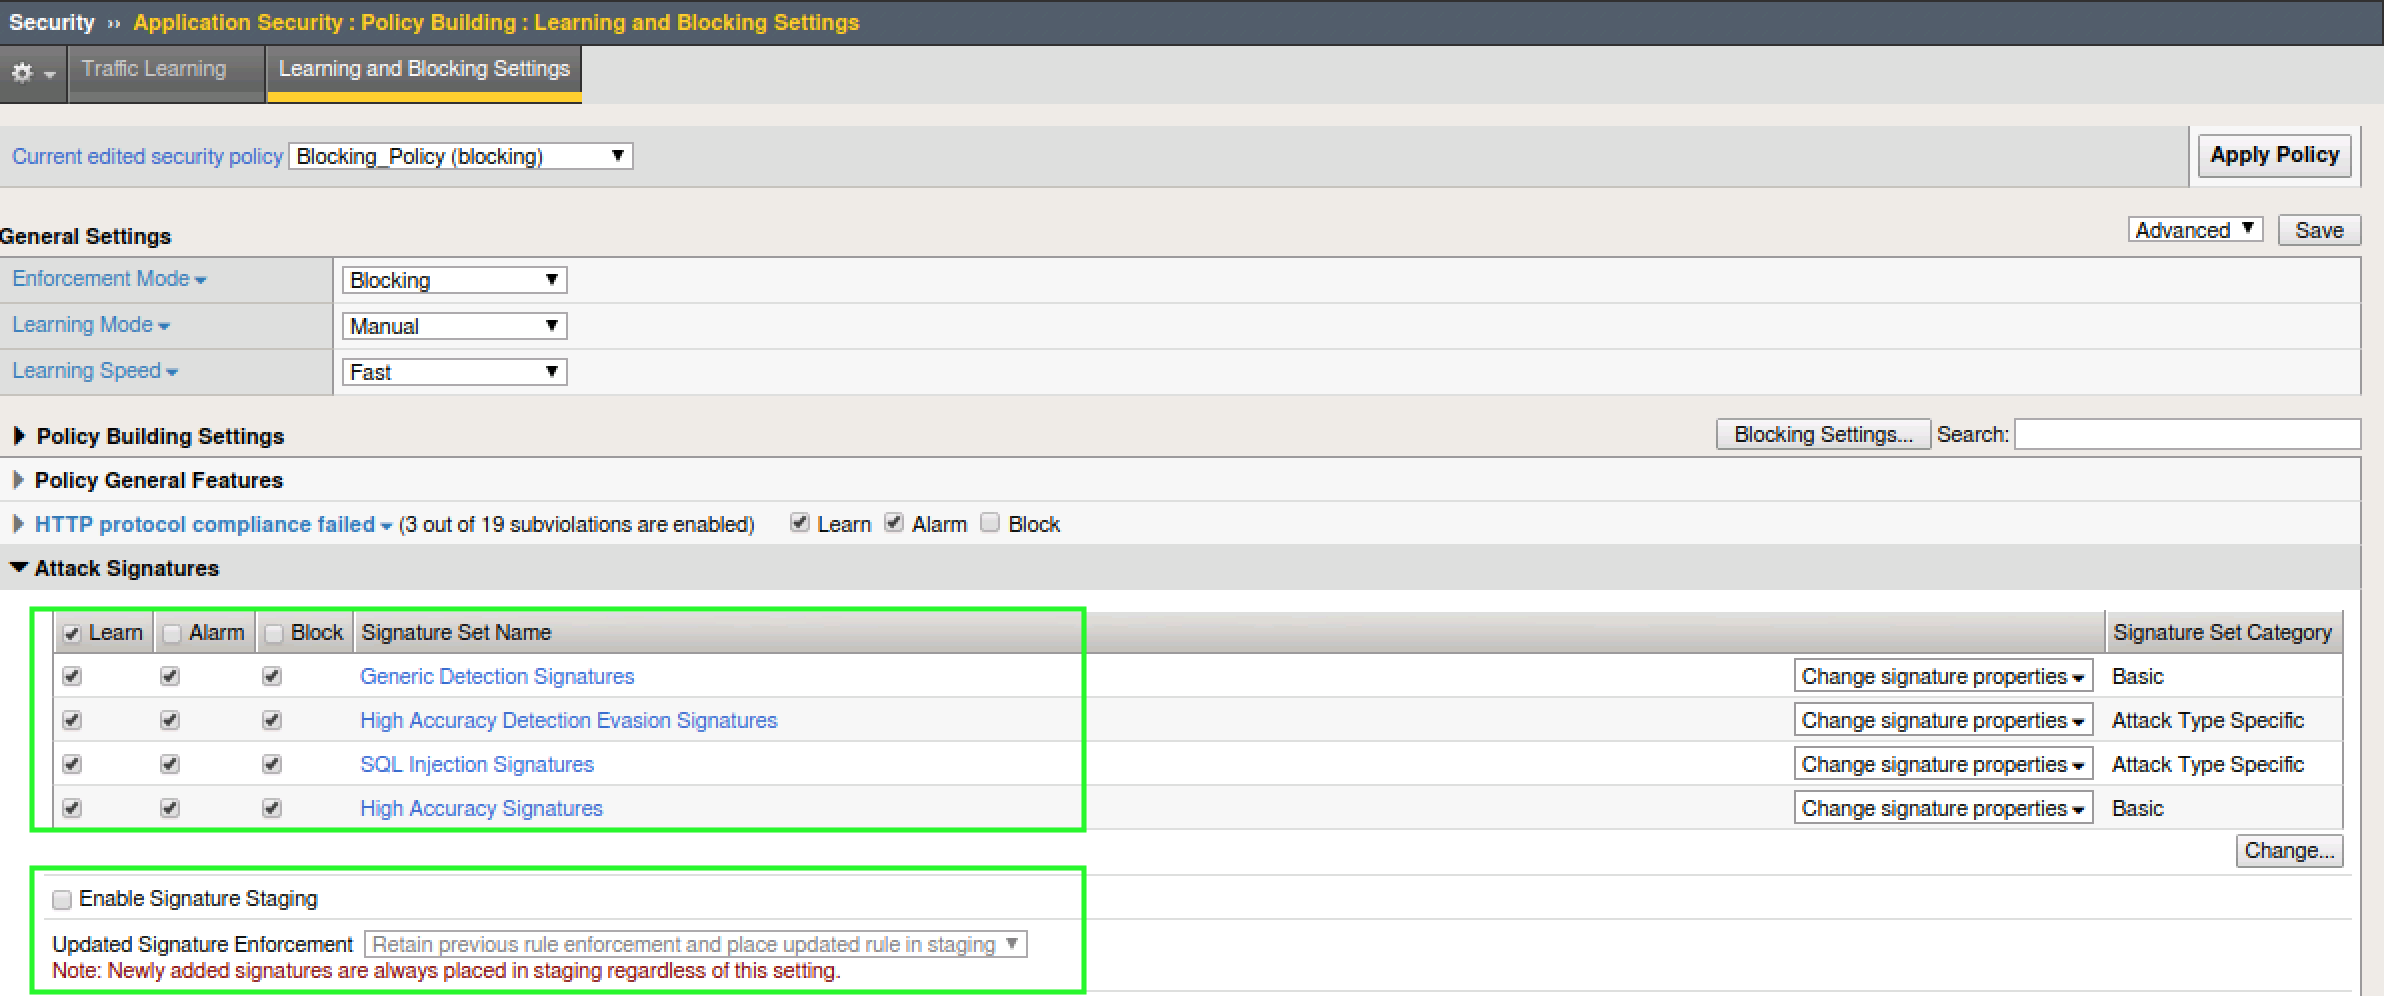 Security ›› Application Security : Policy Building : Learning and Blocking Settings
Traffic Learning Learning and Blocking Settings
Current edited security policy Blocking_Policy (blocking) Apply Policy
General Settings Advanced Save
Enforcement Mode Blocking
Learning Mode Manual
Learning Speed Fast
Policy Building Settings Blocking Settings... Search:
Policy General Features
HTTP protocol compliance failed (3 out of 19 subviolations are enabled) Learn Alarm Block
Attack Signatures
Learn Alarm Block Signature Set Name Signature Set Category
Generic Detection Signatures Change signature properties Basic
High Accuracy Detection Evasion Signatures Change signature properties Attack Type Specific
SQL Injection Signatures Change signature properties Attack Type Specific
High Accuracy Signatures Change signature properties Basic
Change...
Enable Signature Staging
Updated Signature Enforcement Retain previous rule enforcement and place updated rule in staging
Note: Newly added signatures are always placed in staging regardless of this setting.